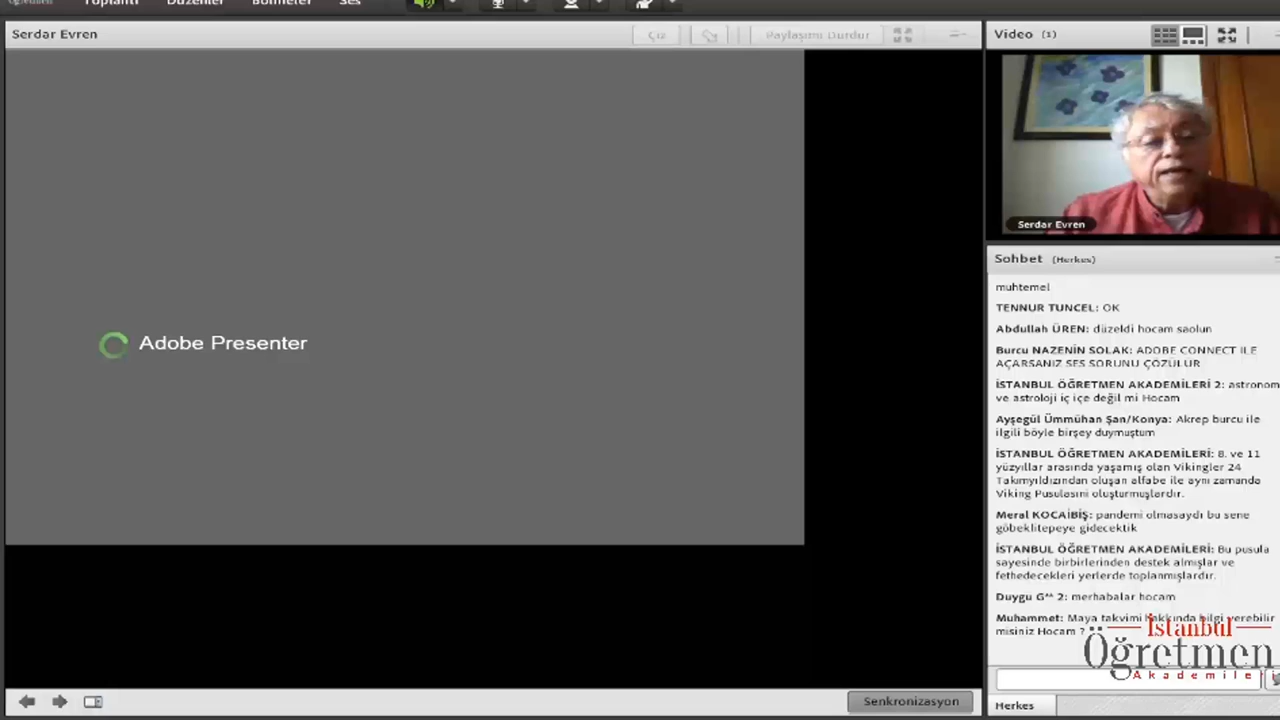 Öğretmen Toplantı Düzenler Bölmeler Ses
Serdar Evren
Çiz
Paylaşımı Durdur
Video (1)
Adobe Presenter
Serdar Evren
Sohbet (Herkes)
muhtemel
TENNUR TUNCEL: OK
Abdullah ÜREN: düzeldi hocam saolun
Burcu NAZENİN SOLAK: ADOBE CONNECT ILE
AÇARSANIZ SES SORUNU ÇÖZÜLÜR
İSTANBUL ÖĞRETMEN AKADEMİLERİ 2: astronom
ve astroloji iç içe değil mi Hocam
Ayşegül Ümmühan Şan/Konya: Akrep burcu ile
ilgili böyle birşey duymuştum
İSTANBUL ÖĞRETMEN AKADEMİLERİ: 8. ve 11
yüzyıllar arasında yaşamış olan Vikingler 24
Takımyıldızından oluşan alfabe ile aynı zamanda
Viking Pusulasını oluşturmuşlardır.
Meral KOCAİBİŞ: pandemi olmasaydı bu sene
göbeklitepeye gidecektik
İSTANBUL ÖĞRETMEN AKADEMİLERİ: Bu pusula
sayesinde birbirlerinden destek almışlar ve
fethedecekleri yerlerde toplanmışlardır.
Duygu G** 2: merhabalar hocam
Muhammet: Maya takvimi hakkında bilgi verebilir
misiniz Hocam ?
İstanbul
Öğretmen
Akademileri
Senkronizasyon
Herkes